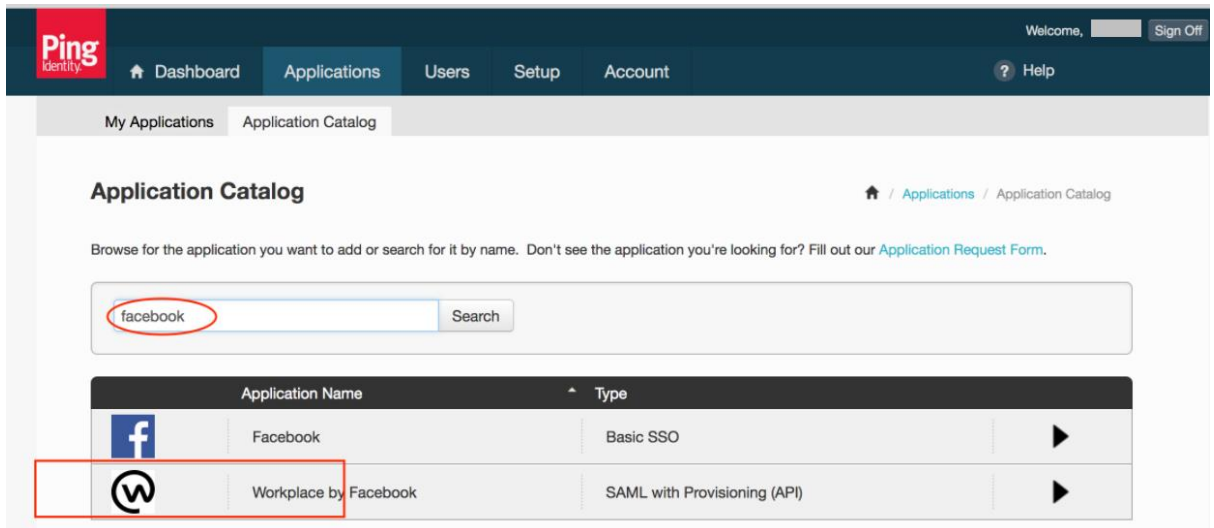 Welcome,
Sign Off
Ping
Identity.
Dashboard
Applications
Users
Setup
Account
? Help
My Applications
Application Catalog
Application Catalog
/ Applications / Application Catalog
Browse for the application you want to add or search for it by name. Don't see the application you're looking for? Fill out our Application Request Form.
facebook
Search
Application Name
Type
Facebook
Basic SSO
Workplace by Facebook
SAML with Provisioning (API)